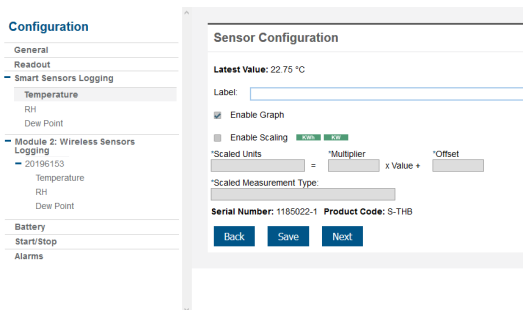 Configuration
General
Readout
Smart Sensors Logging
Temperature
RH
Dew Point
Module 2: Wireless Sensors
Logging
20196153
Temperature
RH
Dew Point
Battery
Start/Stop
Alarms
Sensor Configuration
Latest Value: 22.75 °C
Label:
Enable Graph
Enable Scaling KWh KW
*Scaled Units *Multiplier *Offset
= x Value +
*Scaled Measurement Type:
Serial Number: 1185022-1 Product Code: S-THB
Back Save Next